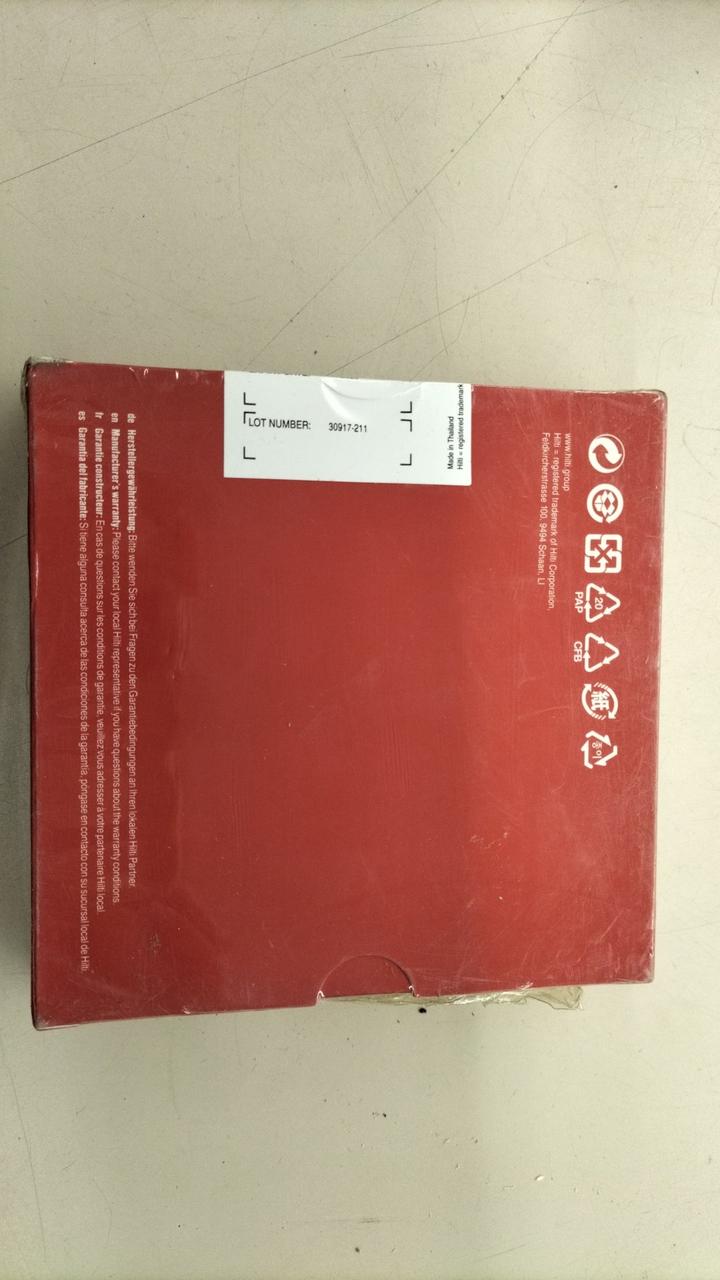 LOT NUMBER: 30917-211
Made in Thailand
Hilti = registered trademark
www.hilti.group
Hilti = registered trademark of Hilti Corporation,
Feldkircherstrasse 100, 9494 Schaan, LI
20
PAP
CFB
紙
종이
de Herstellergewährleistung: Bitte wenden Sie sich bei Fragen zu den Garantiebedingungen an Ihren lokalen Hilti Partner.
en Manufacturer's warranty: Please contact your local Hilti representative if you have questions about the warranty conditions.
fr Garantie constructeur: En cas de questions sur les conditions de garantie, veuillez vous adresser à votre partenaire Hilti local.
es Garantía del fabricante: Si tiene alguna consulta acerca de las condiciones de la garantía, póngase en contacto con su sucursal local de Hilti.